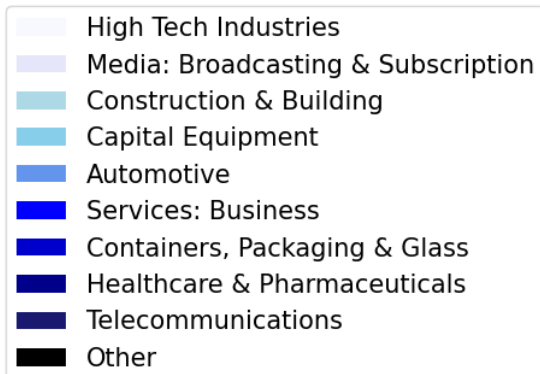 High Tech Industries
Media: Broadcasting & Subscription
Construction & Building
Capital Equipment
Automotive
Services: Business
Containers, Packaging & Glass
Healthcare & Pharmaceuticals
Telecommunications
Other